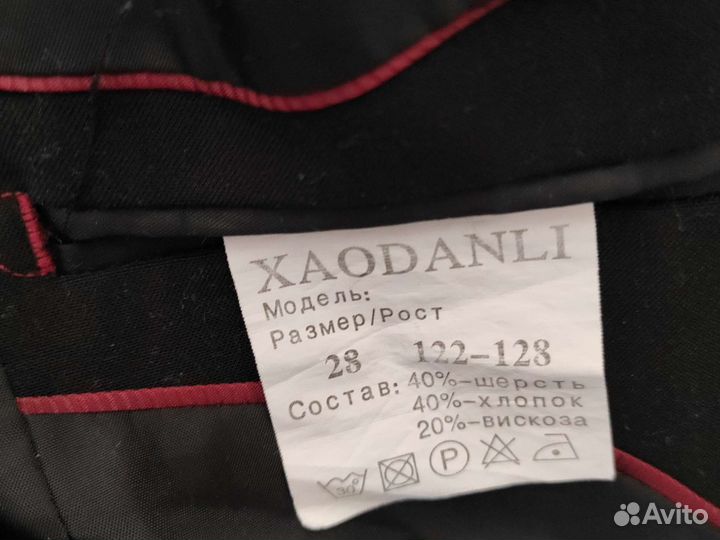 XAODANLI
Модель:
Размер/Рост
28 122-128
Состав: 40%-шерсть
40%-хлопок
20%-вискоза
30° P
Avito